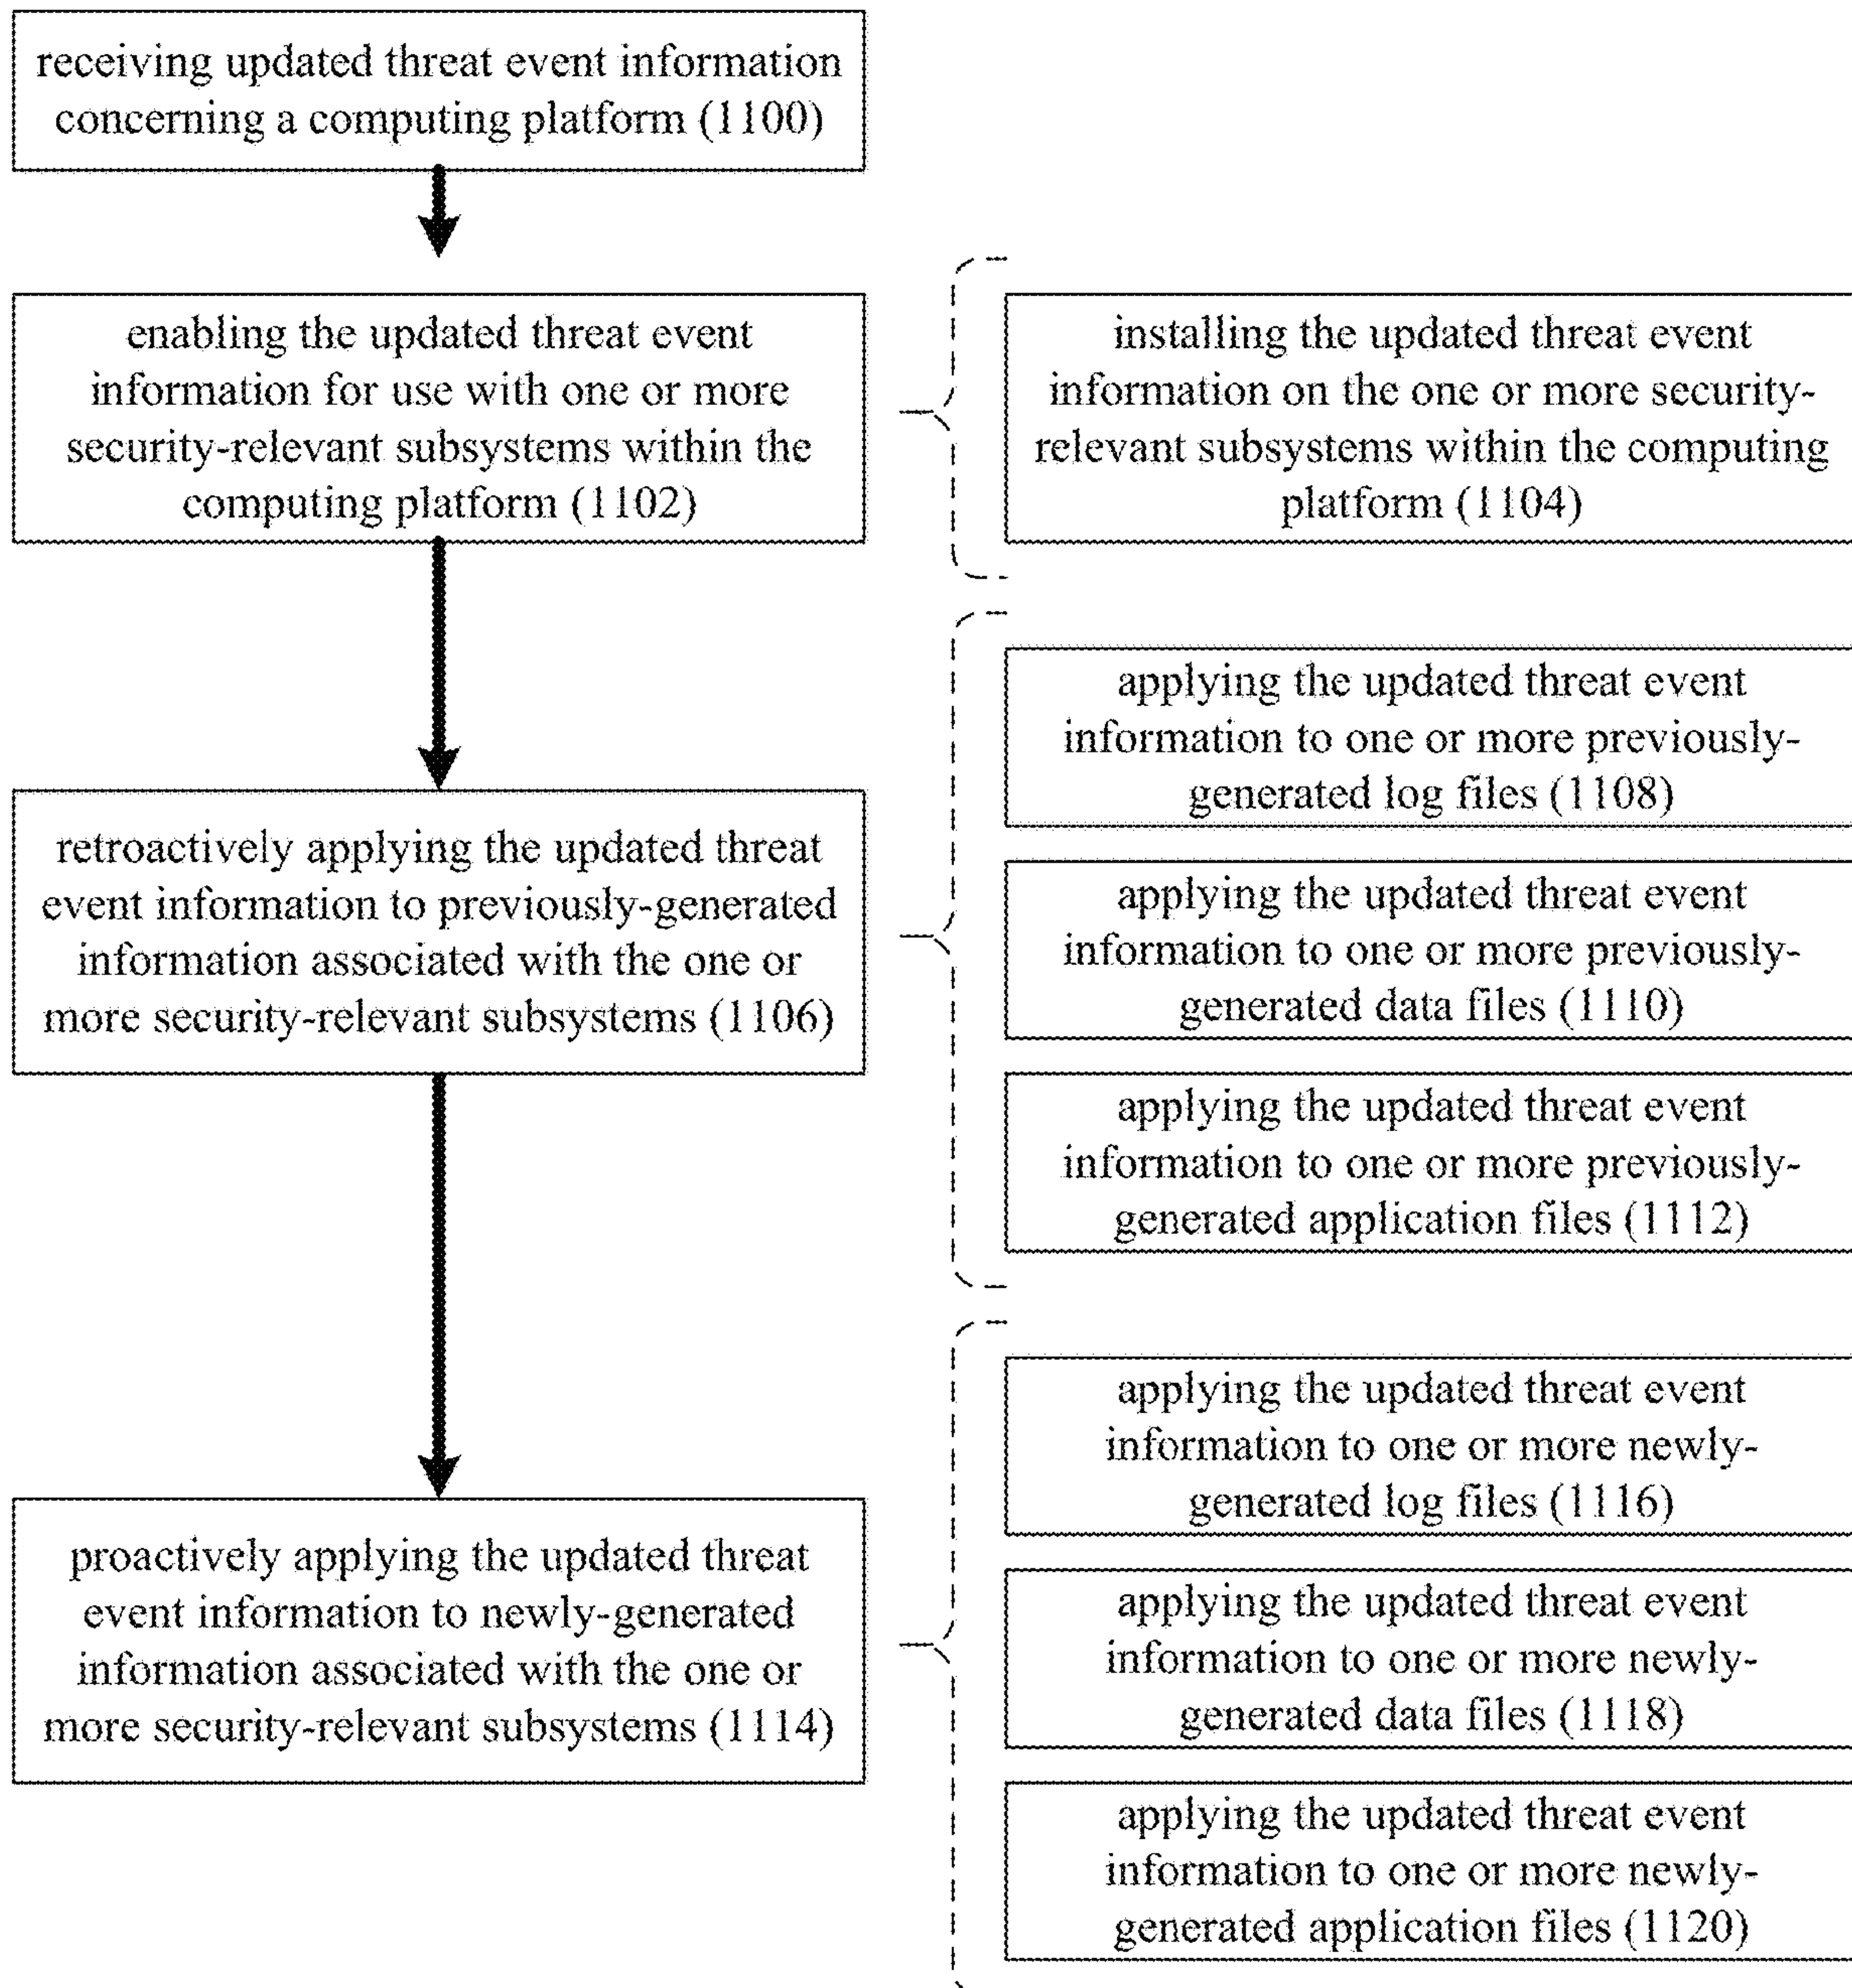 receiving updated threat event information
concerning a computing platform (1100)
enabling the updated threat event
information for use with one or more
security-relevant subsystems within the
computing platform (1102)
installing the updated threat event
information on the one or more security-
relevant subsystems within the computing
platform (1104)
retroactively applying the updated threat
event information to previously-generated
information associated with the one or
more security-relevant subsystems (1106)
applying the updated threat event
information to one or more previously-
generated log files (1108)
applying the updated threat event
information to one or more previously-
generated data files (1110)
applying the updated threat event
information to one or more previously-
generated application files (1112)
proactively applying the updated threat
event information to newly-generated
information associated with the one or
more security-relevant subsystems (1114)
applying the updated threat event
information to one or more newly-
generated log files (1116)
applying the updated threat event
information to one or more newly-
generated data files (1118)
applying the updated threat event
information to one or more newly-
generated application files (1120)